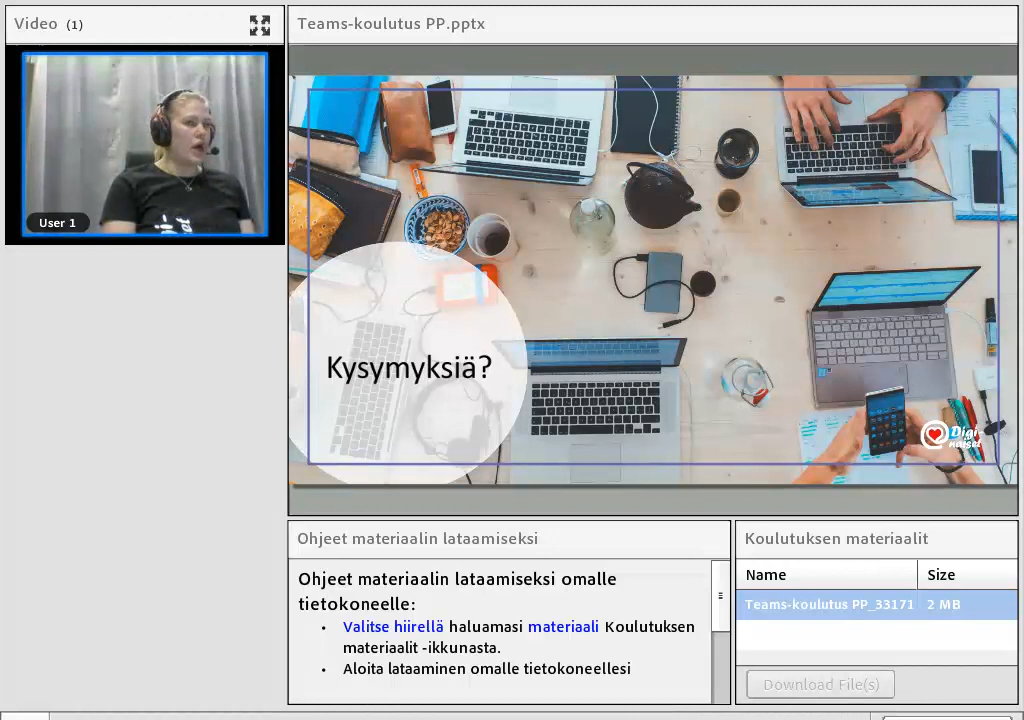 Video (1)
Teams-koulutus PP.pptx
User 1
Kysymyksiä?
Digi-
naiset
Ohjeet materiaalin lataamiseksi
Koulutuksen materiaalit
Ohjeet materiaalin lataamiseksi omalle
tietokoneelle:
• Valitse hiirellä haluamasi materiaali Koulutuksen
materiaalit -ikkunasta.
• Aloita lataaminen omalle tietokoneellesi
Name Size
Teams-koulutus PP_33171 2 MB
Download File(s)